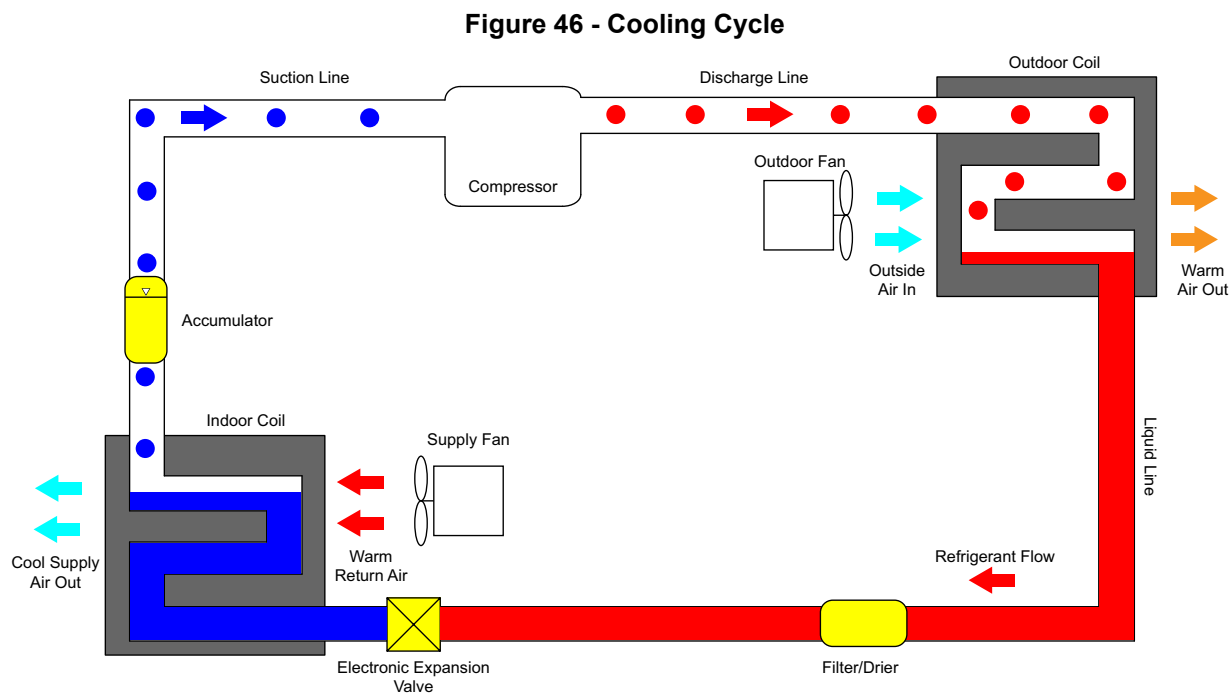 Figure 46 - Cooling Cycle
Suction Line
Discharge Line
Outdoor Coil
Compressor
Outdoor Fan
Outside
Air In
Warm
Air Out
Accumulator
Indoor Coil
Supply Fan
Liquid Line
Cool Supply
Air Out
Warm
Return Air
Refrigerant Flow
Electronic Expansion
Valve
Filter/Drier